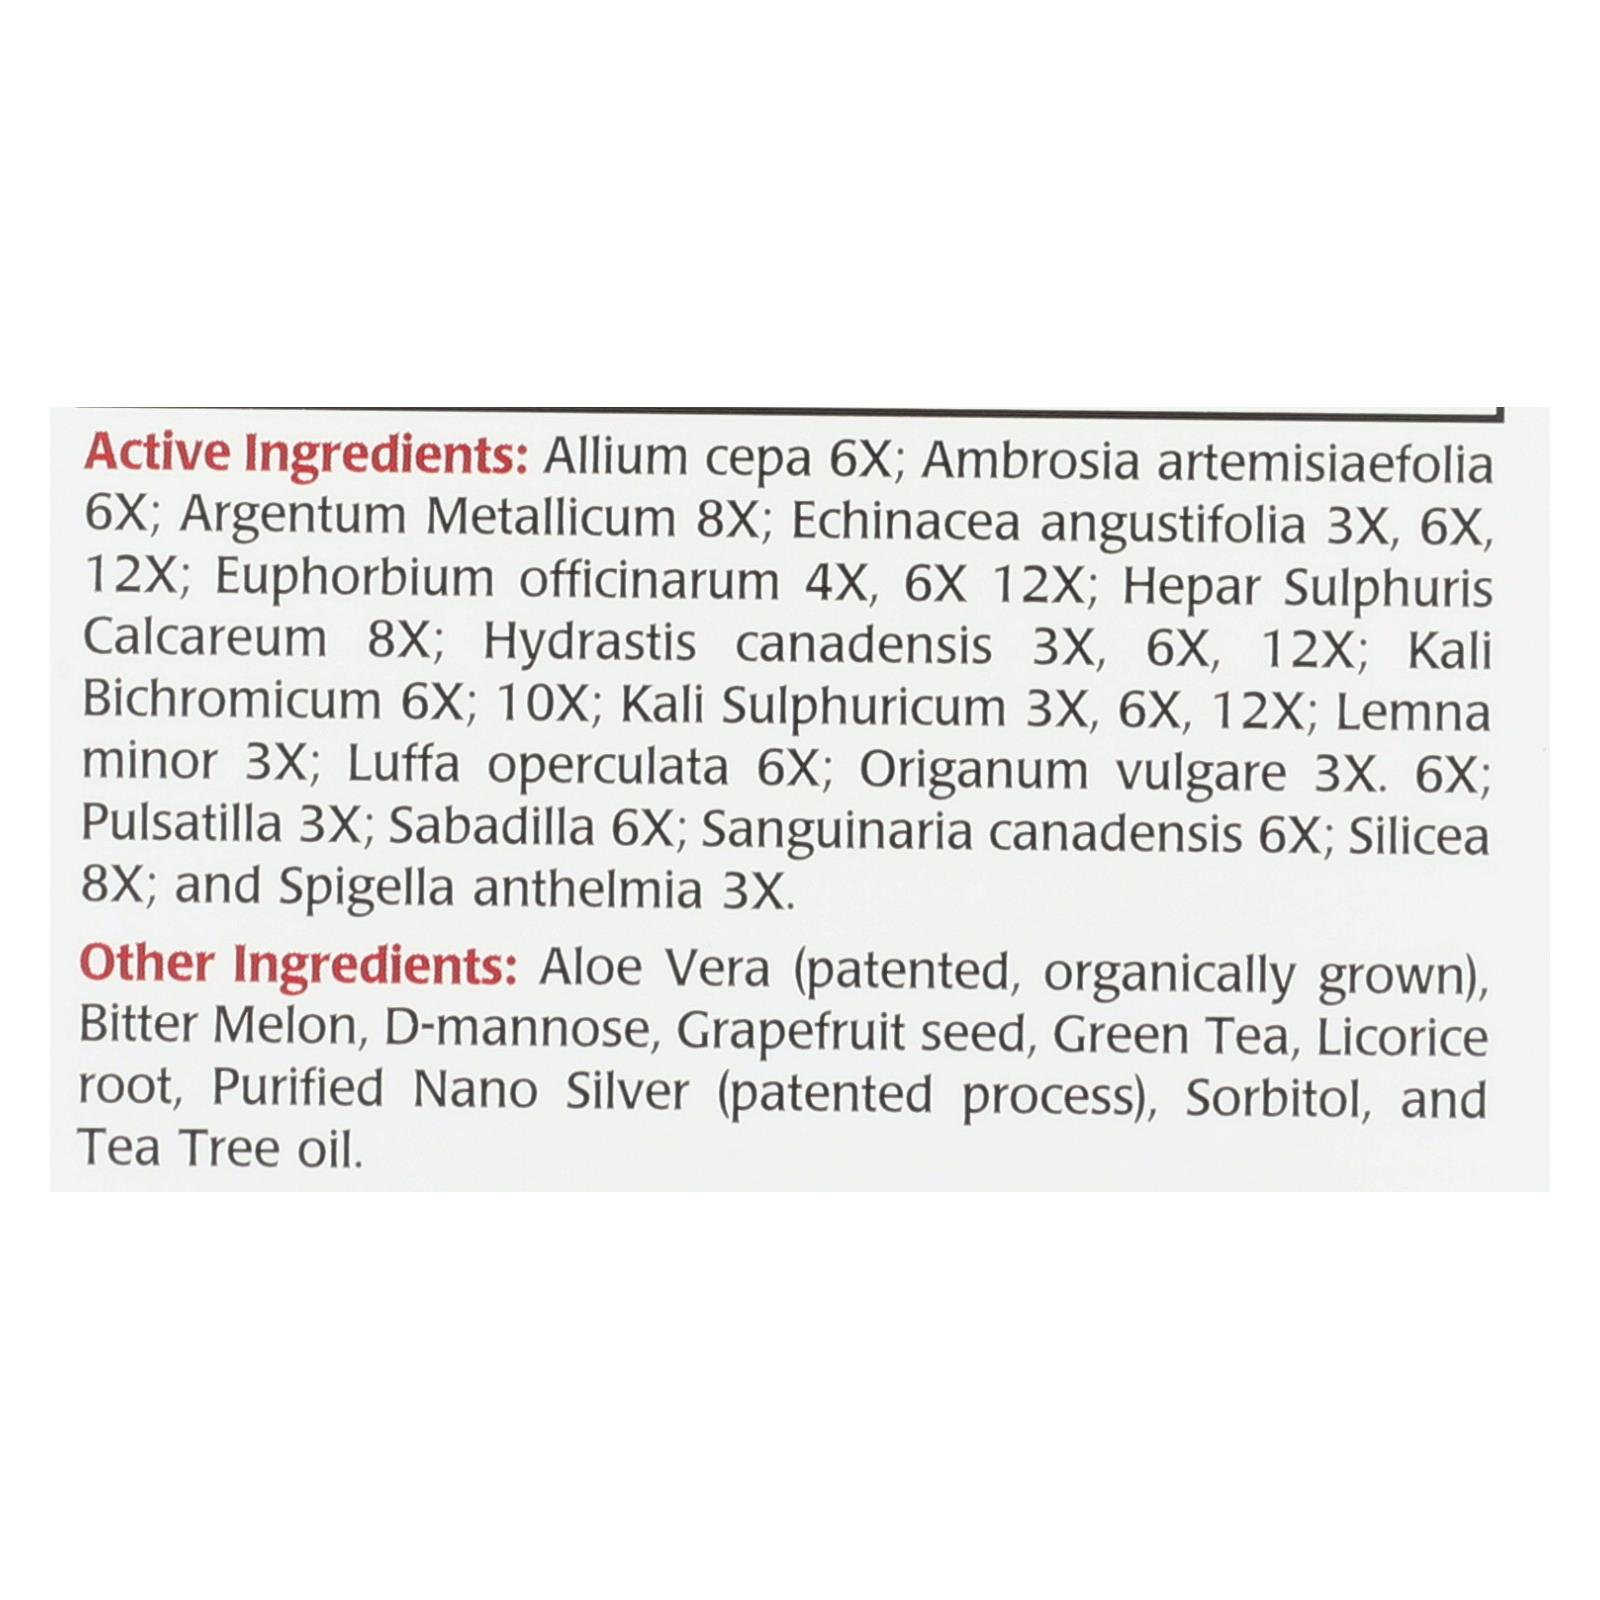 Active Ingredients: Allium cepa 6X; Ambrosia artemisiaefolia
6X; Argentum Metallicum 8X; Echinacea angustifolia 3X, 6X,
12X; Euphorbium officinarum 4X, 6X 12X; Hepar Sulphuris
Calcareum 8X; Hydrastis canadensis 3X, 6X, 12X; Kali
Bichromicum 6X; 10X; Kali Sulphuricum 3X, 6X, 12X; Lemna
minor 3X; Luffa operculata 6X; Origanum vulgare 3X. 6X;
Pulsatilla 3X; Sabadilla 6X; Sanguinaria canadensis 6X; Silicea
8X; and Spigella anthelmia 3X.
Other Ingredients: Aloe Vera (patented, organically grown),
Bitter Melon, D-mannose, Grapefruit seed, Green Tea, Licorice
root, Purified Nano Silver (patented process), Sorbitol, and
Tea Tree oil.